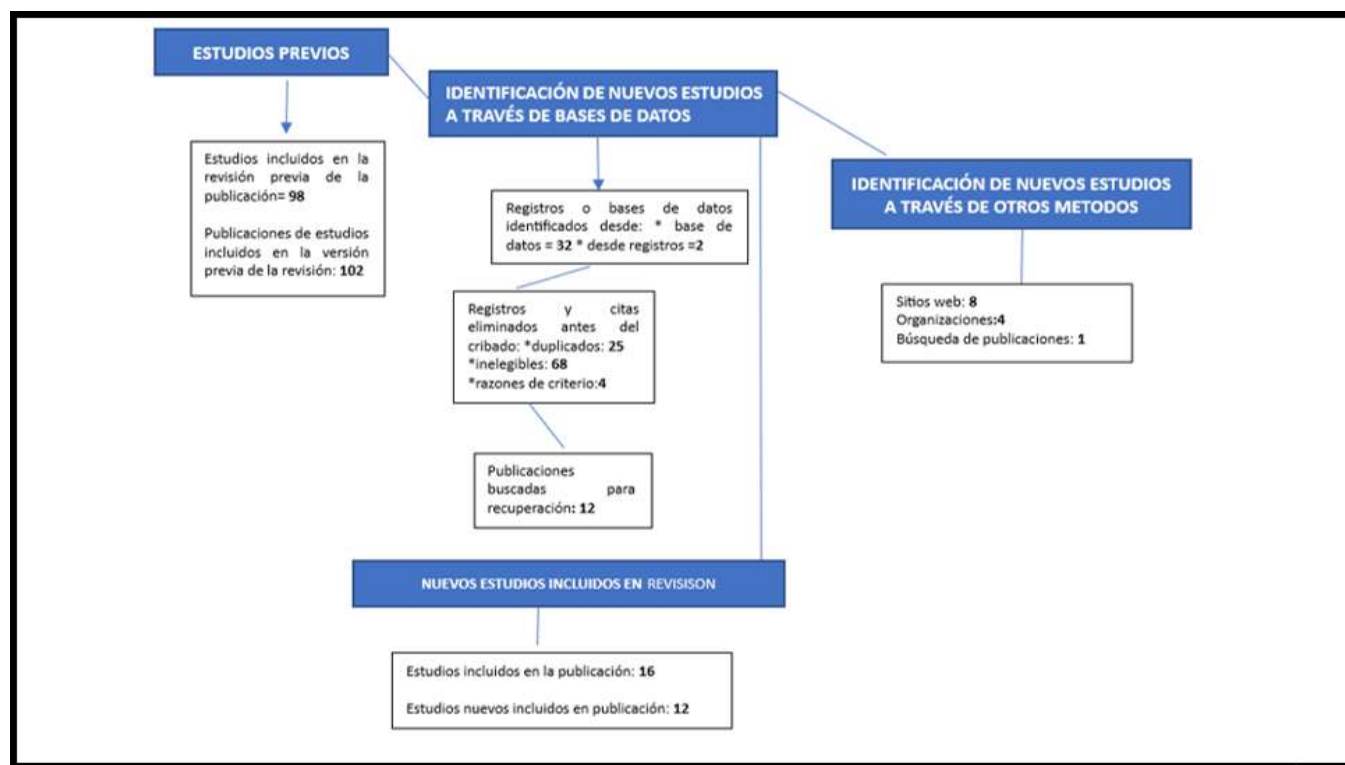 ESTUDIOS PREVIOS
Estudios incluidos en la
revisión previa de la
publicación= 98
Publicaciones de estudios
incluidos en la versión
previa de la revisión: 102
IDENTIFICACIÓN DE NUEVOS ESTUDIOS
A TRAVÉS DE BASES DE DATOS
Registros o bases de datos
identificados desde: * base de
datos = 32 * desde registros =2
Registros y citas
eliminados antes del
cribado: *duplicados: 25
*inelegibles: 68
*razones de criterio:4
Publicaciones
buscadas para
recuperación: 12
IDENTIFICACIÓN DE NUEVOS ESTUDIOS
A TRAVÉS DE OTROS METODOS
Sitios web: 8
Organizaciones:4
Búsqueda de publicaciones: 1
NUEVOS ESTUDIOS INCLUIDOS EN REVISISON
Estudios incluidos en la publicación: 16
Estudios nuevos incluidos en publicación: 12